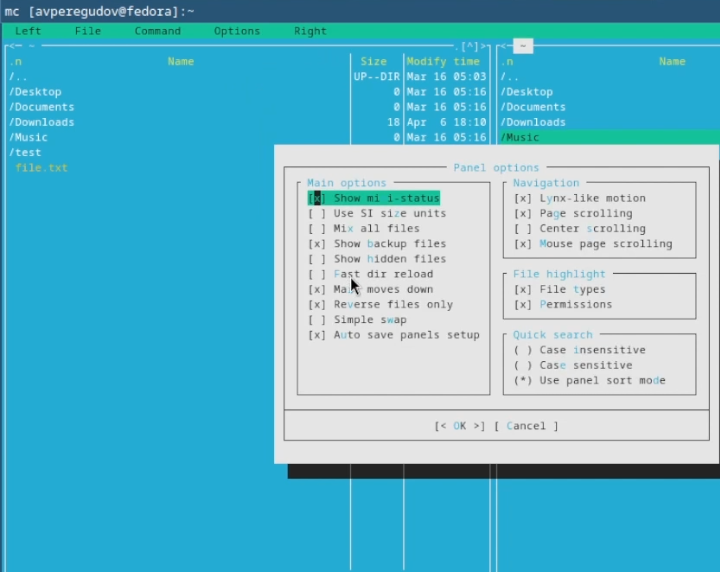 mc [avperegudov@fedora]:~
Left File Command Options Right
<— ~ .[^]> <— ~
.n Name Size Modify time .n Name
/.. UP--DIR Mar 16 05:03 /..
/Desktop 0 Mar 16 05:16 /Desktop
/Documents 0 Mar 16 05:16 /Documents
/Downloads 18 Apr 6 18:10 /Downloads
/Music 0 Mar 16 05:16 /Music
/test
file.txt
Panel options
Main options
[x] Show mi i-status
[ ] Use SI size units
[ ] Mix all files
[x] Show backup files
[ ] Show hidden files
[ ] Fast dir reload
[x] Ma moves down
[x] Reverse files only
[ ] Simple swap
[x] Auto save panels setup
Navigation
[x] Lynx-like motion
[x] Page scrolling
[ ] Center scrolling
[x] Mouse page scrolling
File highlight
[x] File types
[x] Permissions
Quick search
( ) Case insensitive
( ) Case sensitive
(*) Use panel sort mode
[< OK >] [ Cancel ]